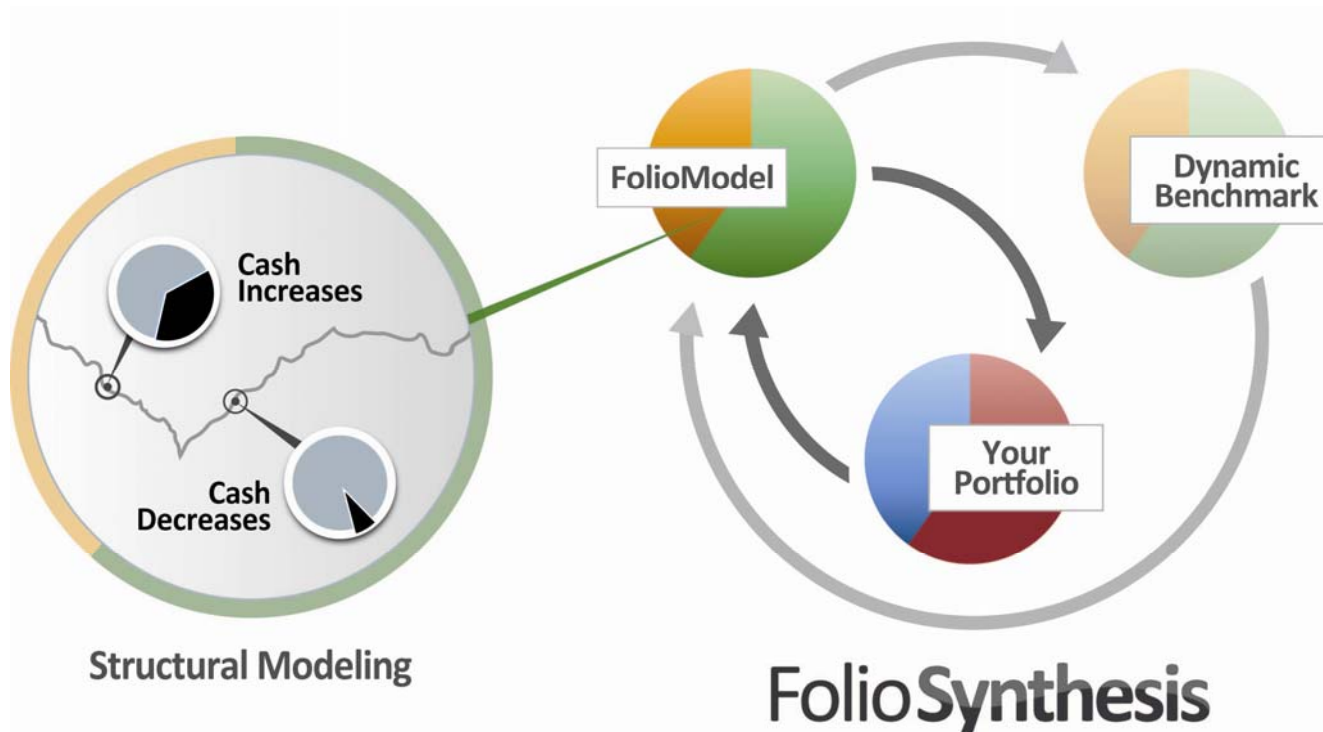 Cash
Increases
Cash
Decreases
Structural Modeling
FolioModel
Dynamic
Benchmark
Your
Portfolio
FolioSynthesis